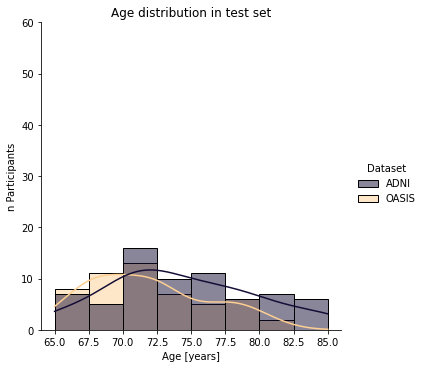 Age distribution in test set
60
50
40
30
20
10
0
n Participants
65.0 67.5 70.0 72.5 75.0 77.5 80.0 82.5 85.0
Age [years]
Dataset
ADNI
OASIS